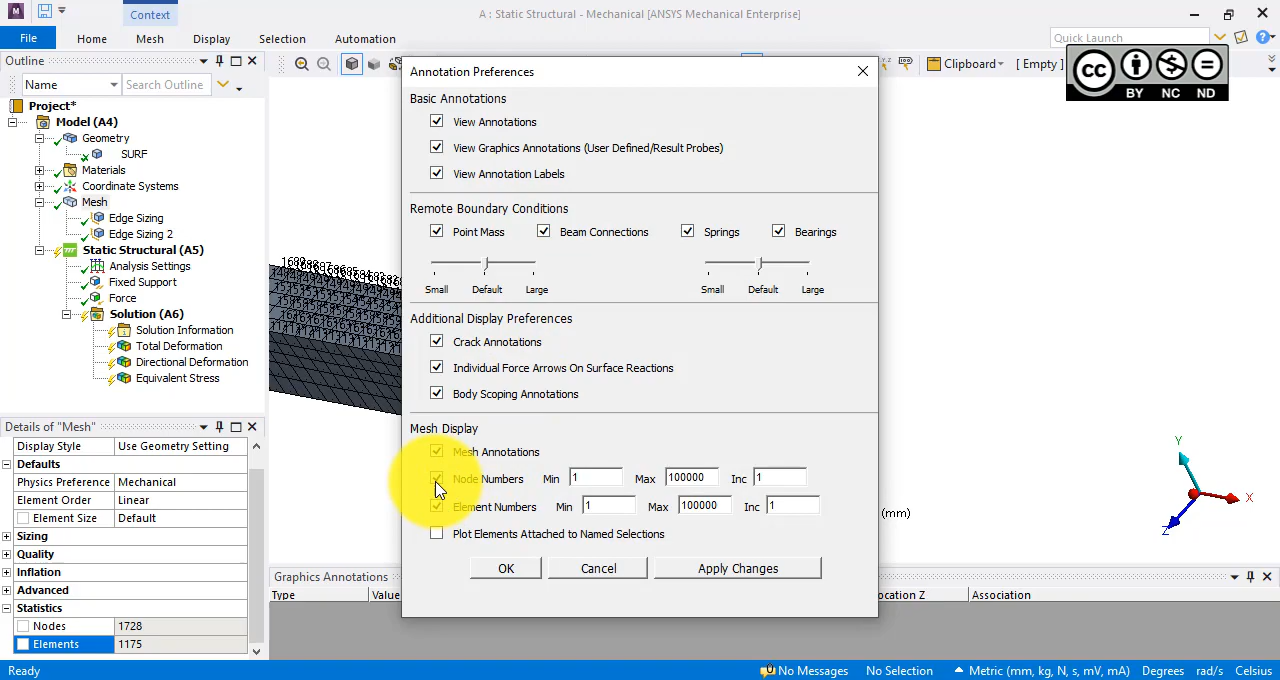 Context
A : Static Structural - Mechanical [ANSYS Mechanical Enterprise]
File
Home
Mesh
Display
Selection
Automation
Quick Launch
Outline
Clipboard
[ Empty ]
CC
BY NC ND
Name
Search Outline
Project*
Model (A4)
Geometry
SURF
Materials
Coordinate Systems
Mesh
Edge Sizing
Edge Sizing 2
Static Structural (A5)
Analysis Settings
Fixed Support
Force
Solution (A6)
Solution Information
Total Deformation
Directional Deformation
Equivalent Stress
Details of "Mesh"
Display Style Use Geometry Setting
Defaults
Physics Preference Mechanical
Element Order Linear
Element Size Default
Sizing
Quality
Inflation
Advanced
Statistics
Nodes 1728
Elements 1175
Annotation Preferences
Basic Annotations
View Annotations
View Graphics Annotations (User Defined/Result Probes)
View Annotation Labels
Remote Boundary Conditions
Point Mass Beam Connections Springs Bearings
Small Default Large Small Default Large
Additional Display Preferences
Crack Annotations
Individual Force Arrows On Surface Reactions
Body Scoping Annotations
Mesh Display
Mesh Annotations
Node Numbers Min 1 Max 100000 Inc 1
Element Numbers Min 1 Max 100000 Inc 1
Plot Elements Attached to Named Selections
OK Cancel Apply Changes
(mm)
Y
X
Z
Graphics Annotations
Type Value ocation Z Association
Ready
No Messages No Selection Metric (mm, kg, N, s, mV, mA) Degrees rad/s Celsius